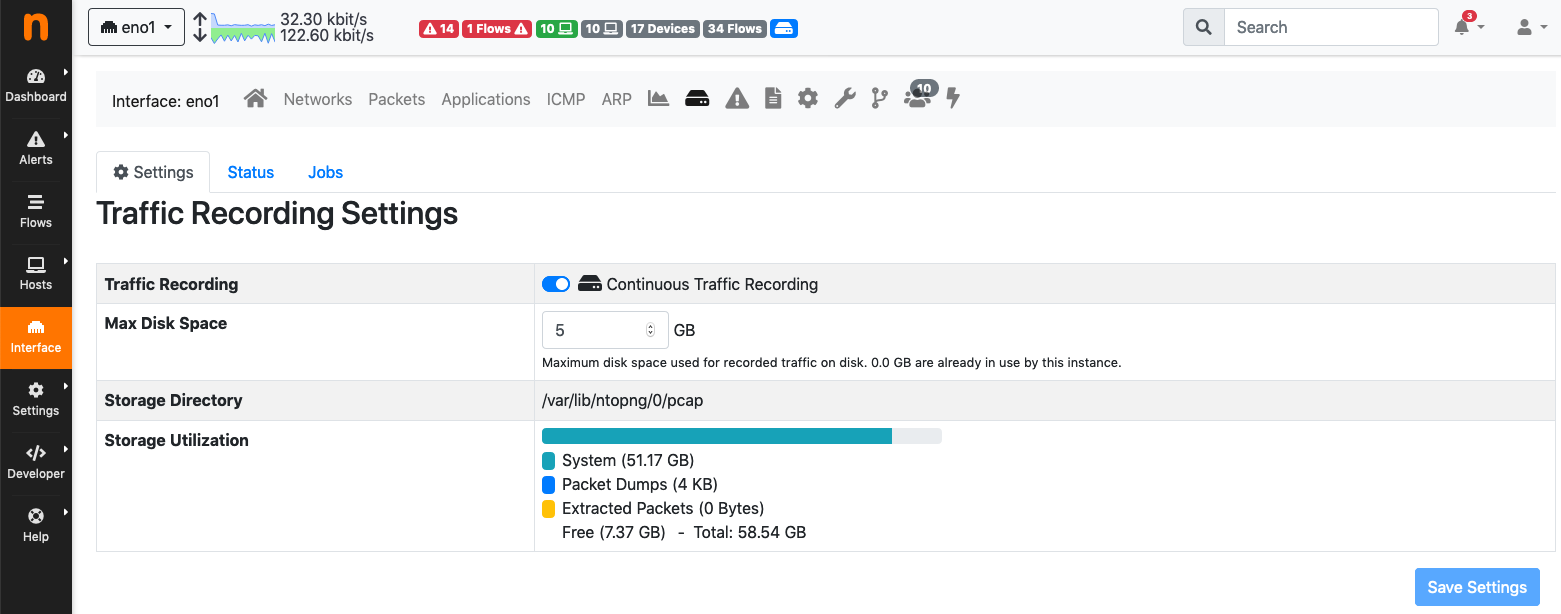 n
eno1
32.30 kbit/s
122.60 kbit/s
14
1 Flows
10
10
17 Devices
34 Flows
Search
3
Dashboard
Alerts
Flows
Hosts
Interface
Settings
Developer
Help
Interface: eno1
Networks
Packets
Applications
ICMP
ARP
10
Settings
Status
Jobs
Traffic Recording Settings
Traffic Recording
Continuous Traffic Recording
Max Disk Space
5 GB
Maximum disk space used for recorded traffic on disk. 0.0 GB are already in use by this instance.
Storage Directory
/var/lib/ntopng/0/pcap
Storage Utilization
System (51.17 GB)
Packet Dumps (4 KB)
Extracted Packets (0 Bytes)
Free (7.37 GB) - Total: 58.54 GB
Save Settings